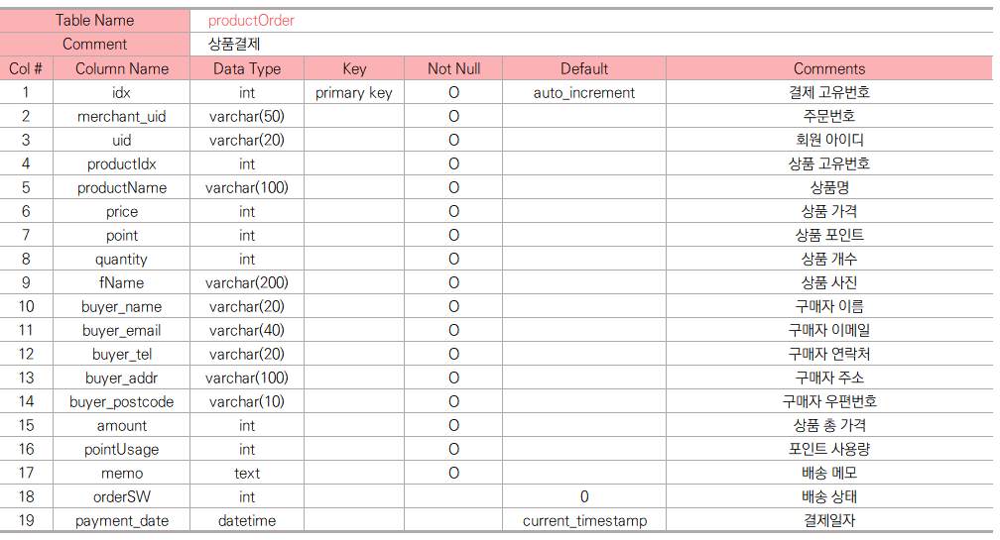 Table Name productOrder
Comment 상품결제
Col # Column Name Data Type Key Not Null Default Comments
1 idx int primary key O auto_increment 결제 고유번호
2 merchant_uid varchar(50) O 주문번호
3 uid varchar(20) O 회원 아이디
4 productIdx int O 상품 고유번호
5 productName varchar(100) O 상품명
6 price int O 상품 가격
7 point int O 상품 포인트
8 quantity int O 상품 개수
9 fName varchar(200) O 상품 사진
10 buyer_name varchar(20) O 구매자 이름
11 buyer_email varchar(40) O 구매자 이메일
12 buyer_tel varchar(20) O 구매자 연락처
13 buyer_addr varchar(100) O 구매자 주소
14 buyer_postcode varchar(10) O 구매자 우편번호
15 amount int O 상품 총 가격
16 pointUsage int O 포인트 사용량
17 memo text O 배송 메모
18 orderSW int 0 배송 상태
19 payment_date datetime current_timestamp 결제일자